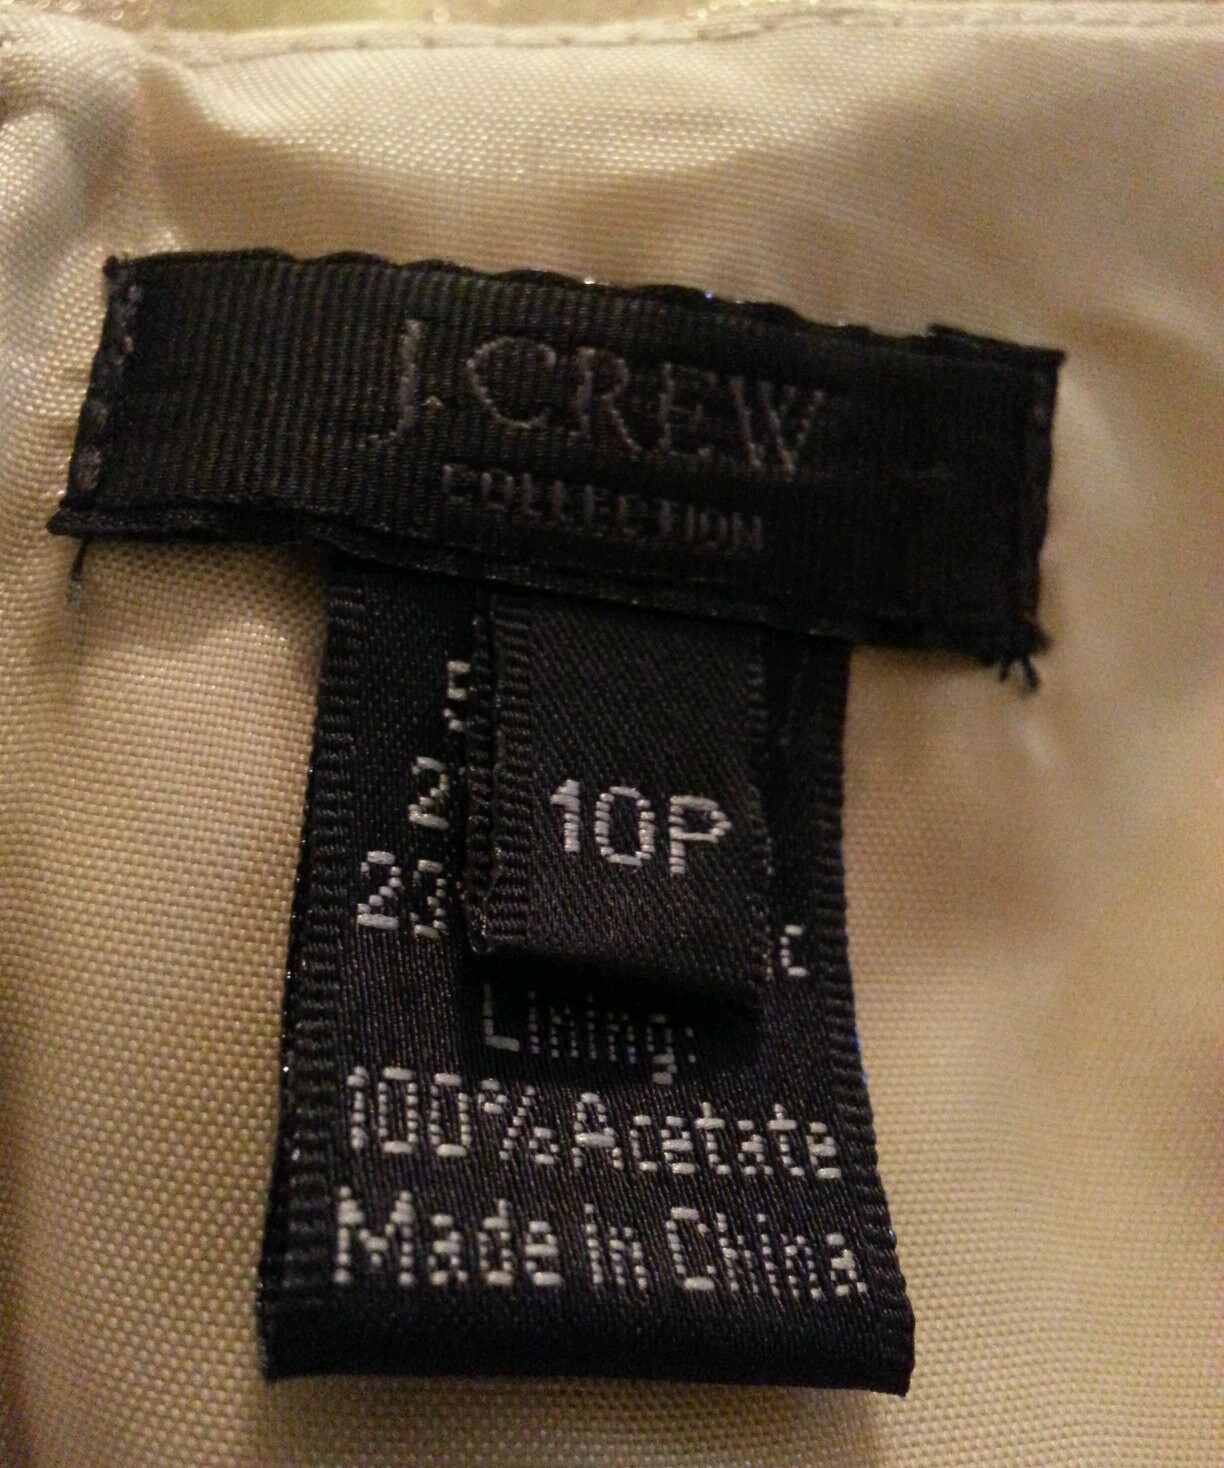 J.CREW
COLLECTION
10P
Lining:
100% Acetate
Made in China